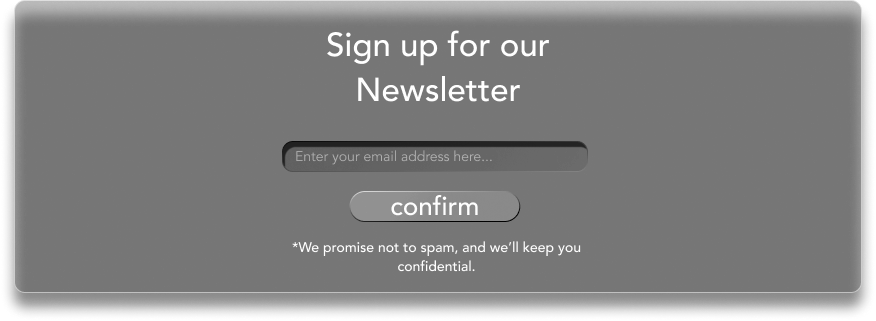 Sign up for our
Newsletter
Enter your email address here...
confirm
*We promise not to spam, and we’ll keep you
confidential.